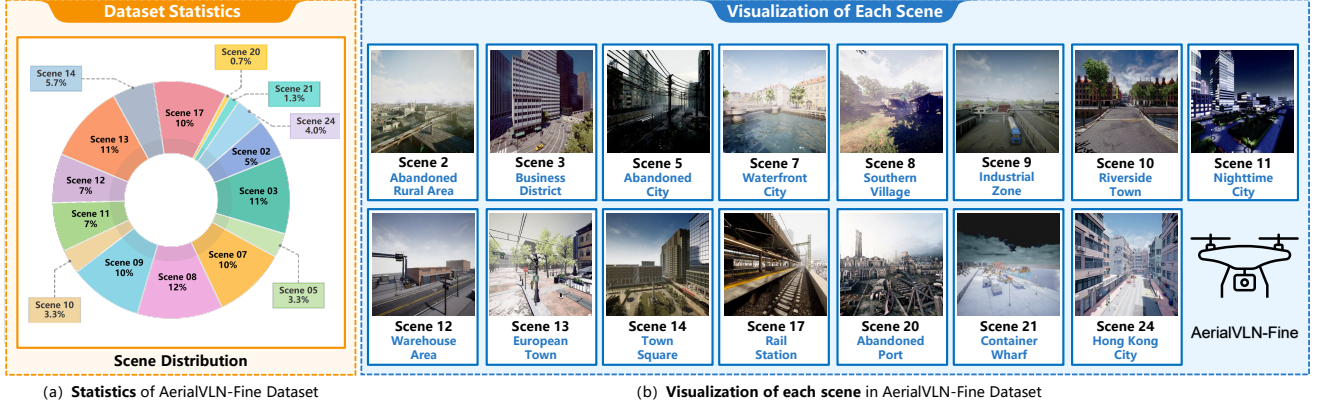 Dataset Statistics
Scene 20
0.7%
Scene 14
5.7%
Scene 21
1.3%
Scene 17
10%
Scene 24
4.0%
Scene 13
11%
Scene 02
5%
Scene 12
7%
Scene 03
11%
Scene 11
7%
Scene 09
10%
Scene 07
10%
Scene 08
12%
Scene 05
3.3%
Scene 10
3.3%
Scene Distribution
(a) Statistics of AerialVLN-Fine Dataset
Visualization of Each Scene
Scene 2
Abandoned
Rural Area
Scene 3
Business
District
Scene 5
Abandoned
City
Scene 7
Waterfront
City
Scene 8
Southern
Village
Scene 9
Industrial
Zone
Scene 10
Riverside
Town
Scene 11
Nighttime
City
Scene 12
Warehouse
Area
Scene 13
European
Town
Scene 14
Town
Square
Scene 17
Rail
Station
Scene 20
Abandoned
Port
Scene 21
Container
Wharf
Scene 24
Hong Kong
City
AerialVLN-Fine
(b) Visualization of each scene in AerialVLN-Fine Dataset